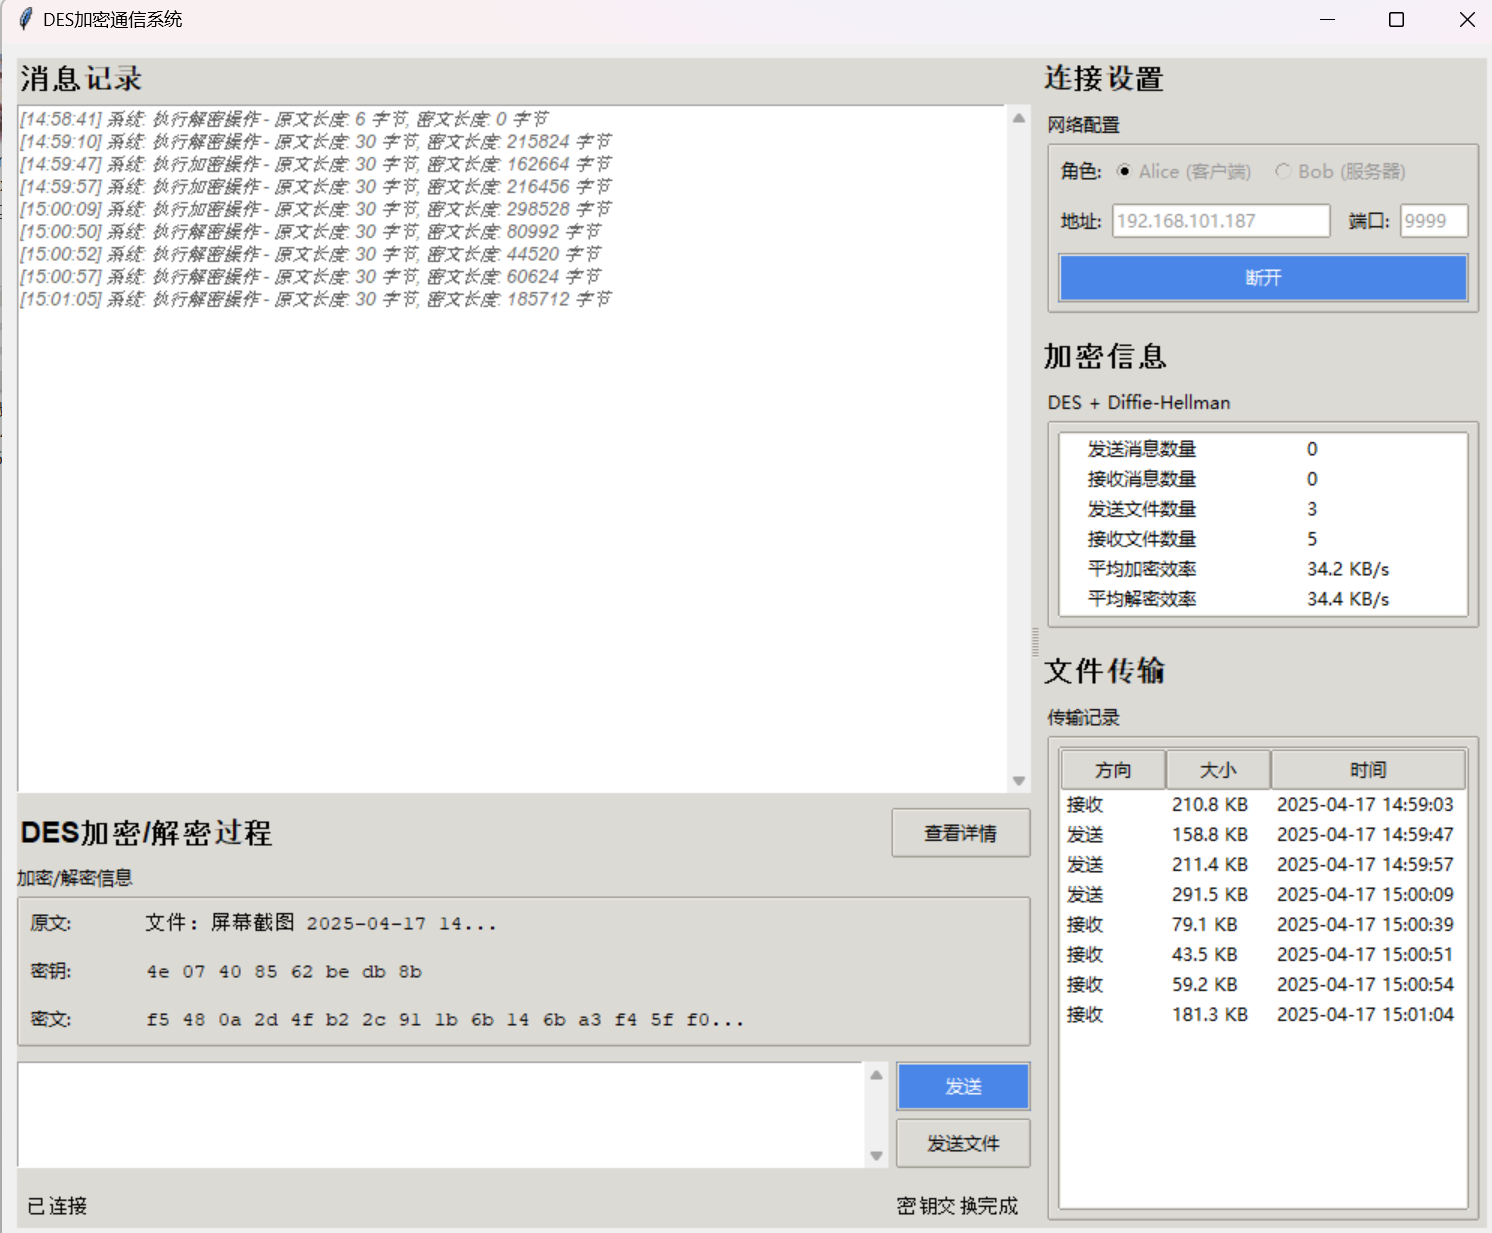 DES加密通信系统
消息记录
[14:58:41] 系统: 执行解密操作 - 原文长度: 6 字节, 密文长度: 0 字节
[14:59:10] 系统: 执行解密操作 - 原文长度: 30 字节, 密文长度: 215824 字节
[14:59:47] 系统: 执行加密操作 - 原文长度: 30 字节, 密文长度: 162664 字节
[14:59:57] 系统: 执行加密操作 - 原文长度: 30 字节, 密文长度: 216456 字节
[15:00:09] 系统: 执行加密操作 - 原文长度: 30 字节, 密文长度: 298528 字节
[15:00:50] 系统: 执行解密操作 - 原文长度: 30 字节, 密文长度: 80992 字节
[15:00:52] 系统: 执行解密操作 - 原文长度: 30 字节, 密文长度: 44520 字节
[15:00:57] 系统: 执行解密操作 - 原文长度: 30 字节, 密文长度: 60624 字节
[15:01:05] 系统: 执行解密操作 - 原文长度: 30 字节, 密文长度: 185712 字节
DES加密/解密过程
查看详情
加密/解密信息
原文: 文件: 屏幕截图 2025-04-17 14...
密钥: 4e 07 40 85 62 be db 8b
密文: f5 48 0a 2d 4f b2 2c 91 1b 6b 14 6b a3 f4 5f f0...
发送
发送文件
已连接
密钥交换完成
连接设置
网络配置
角色: Alice (客户端) Bob (服务器)
地址: 192.168.101.187 端口: 9999
断开
加密信息
DES + Diffie-Hellman
发送消息数量 0
接收消息数量 0
发送文件数量 3
接收文件数量 5
平均加密效率 34.2 KB/s
平均解密效率 34.4 KB/s
文件传输
传输记录
方向 大小 时间
接收 210.8 KB 2025-04-17 14:59:03
发送 158.8 KB 2025-04-17 14:59:47
发送 211.4 KB 2025-04-17 14:59:57
发送 291.5 KB 2025-04-17 15:00:09
接收 79.1 KB 2025-04-17 15:00:39
接收 43.5 KB 2025-04-17 15:00:51
接收 59.2 KB 2025-04-17 15:00:54
接收 181.3 KB 2025-04-17 15:01:04